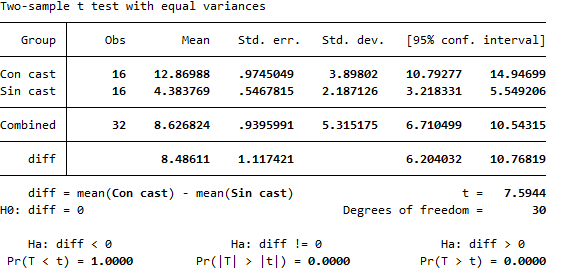 Two-sample t test with equal variances
Group Obs Mean Std. err. Std. dev. [95% conf. interval]
Con cast 16 12.86988 .9745049 3.89802 10.79277 14.94699
Sin cast 16 4.383769 .5467815 2.187126 3.218331 5.549206
Combined 32 8.626824 .9395991 5.315175 6.710499 10.54315
diff 8.48611 1.117421 6.204032 10.76819
diff = mean(Con cast) - mean(Sin cast) t = 7.5944
H0: diff = 0 Degrees of freedom = 30
Ha: diff < 0 Ha: diff != 0 Ha: diff > 0
Pr(T < t) = 1.0000 Pr(|T| > |t|) = 0.0000 Pr(T > t) = 0.0000